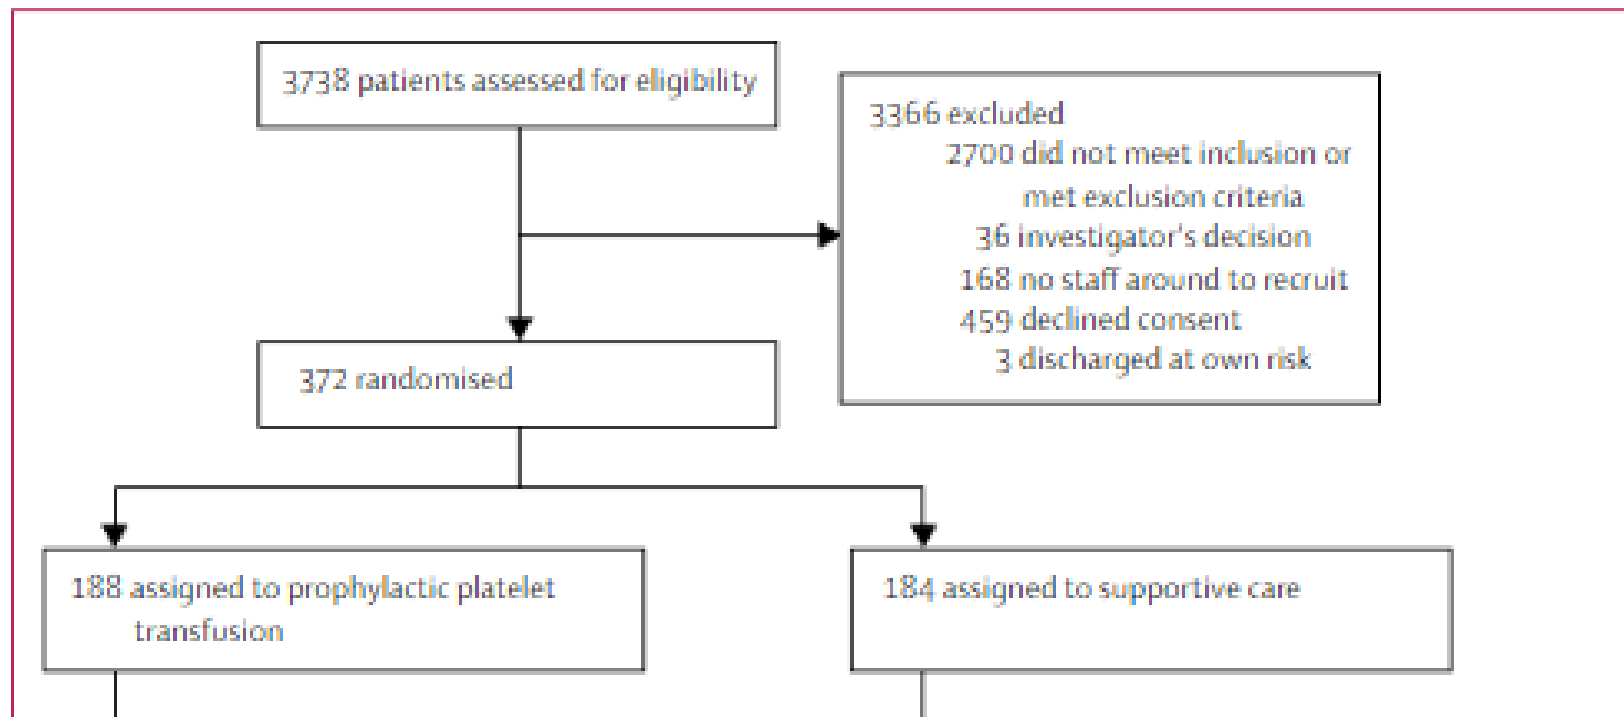 3738 patients assessed for eligibility
3366 excluded
2700 did not meet inclusion or
met exclusion criteria
36 investigator's decision
168 no staff around to recruit
459 declined consent
3 discharged at own risk
372 randomised
188 assigned to prophylactic platelet
transfusion
184 assigned to supportive care